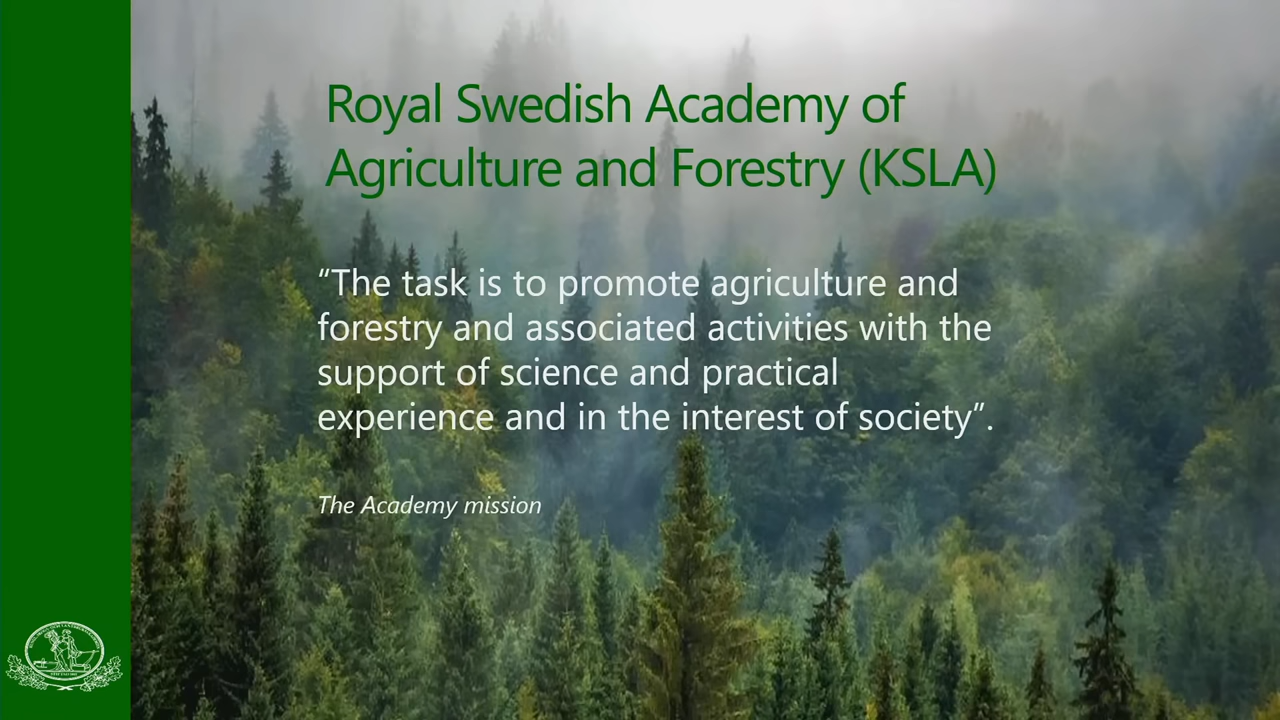 Royal Swedish Academy of
Agriculture and Forestry (KSLA)
“The task is to promote agriculture and
forestry and associated activities with the
support of science and practical
experience and in the interest of society”.
The Academy mission